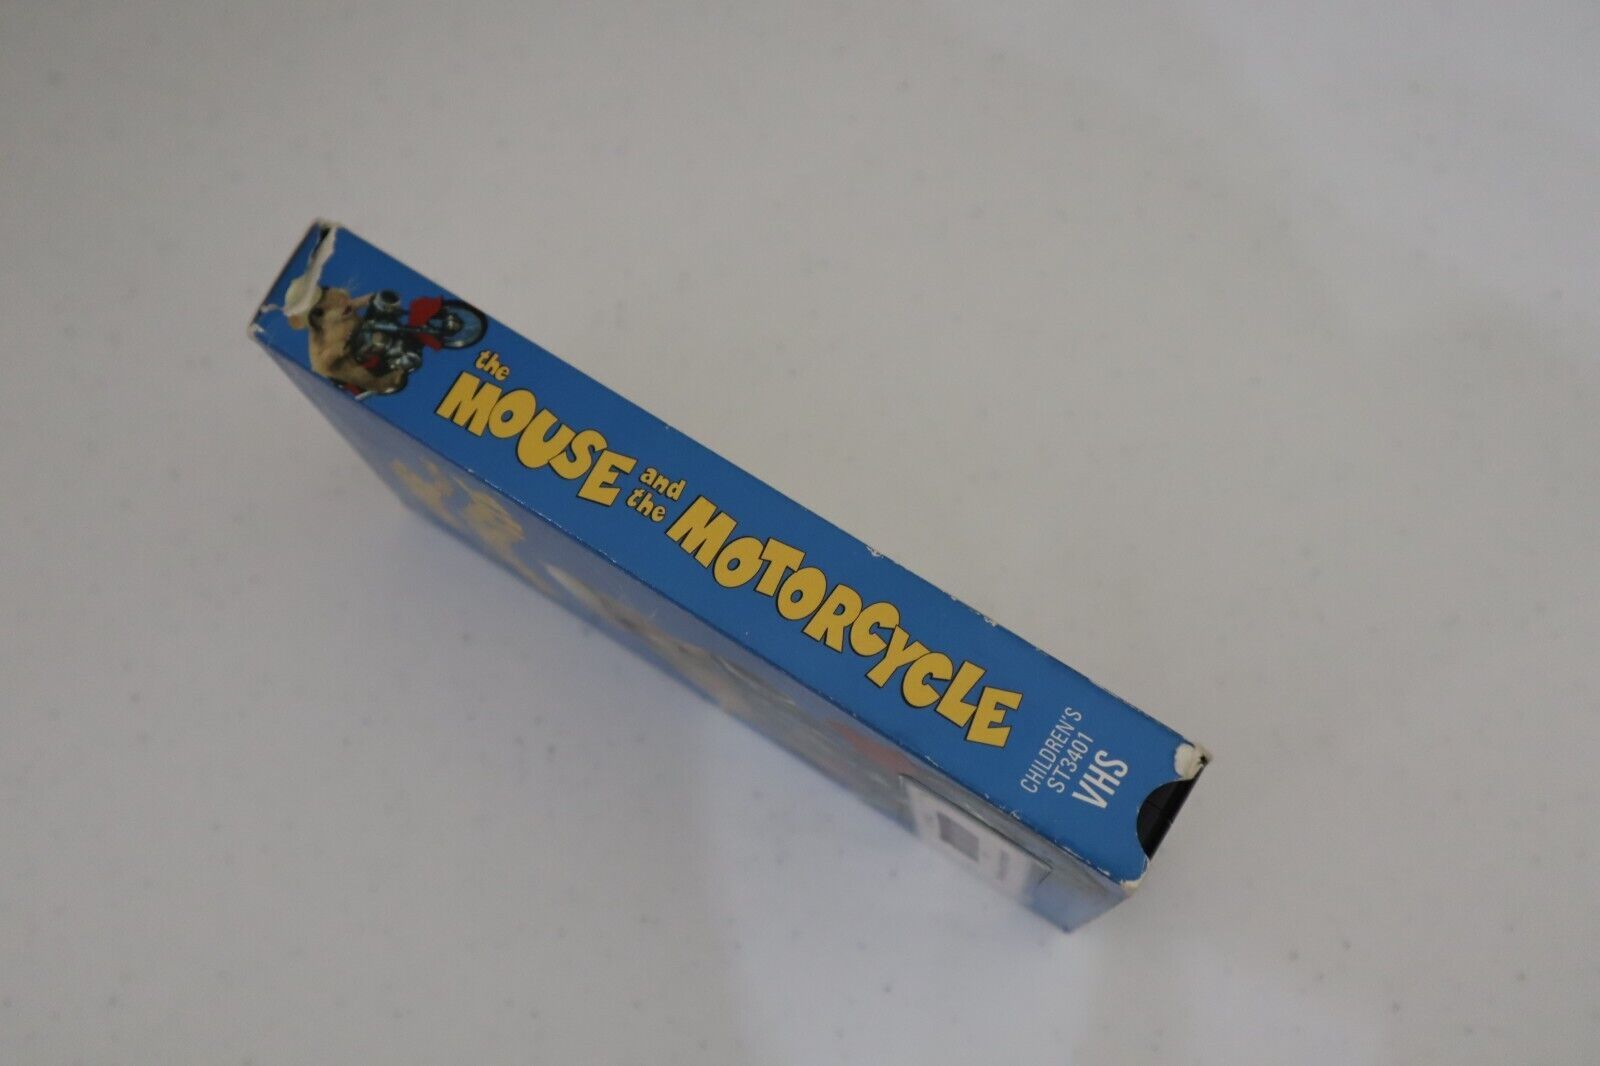 the
MOUSE
and
the
MOTORCYCLE
CHILDREN'S
ST3401
VHS